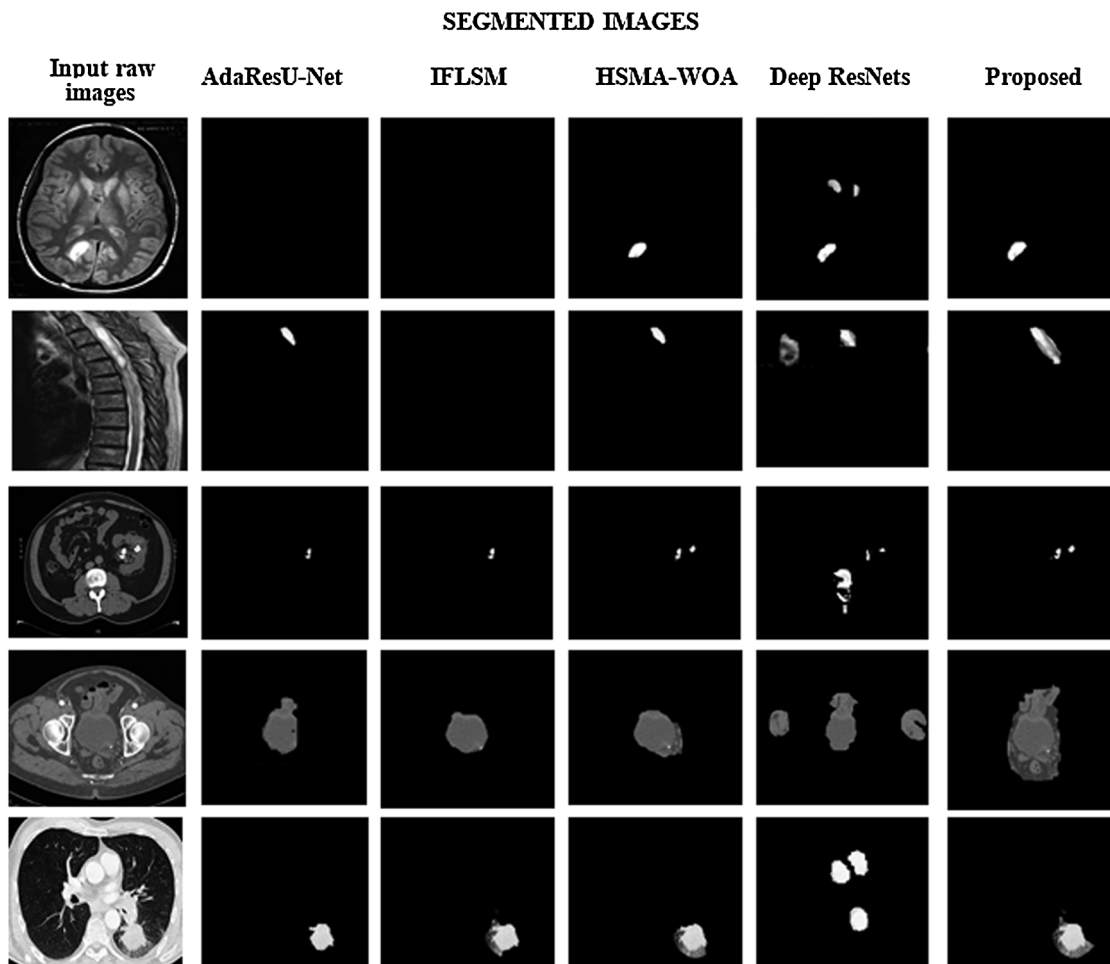 SEGMENTED IMAGES
Input raw
images
AdaResU-Net
IFLSM
HSMA-WOA
Deep ResNets
Proposed